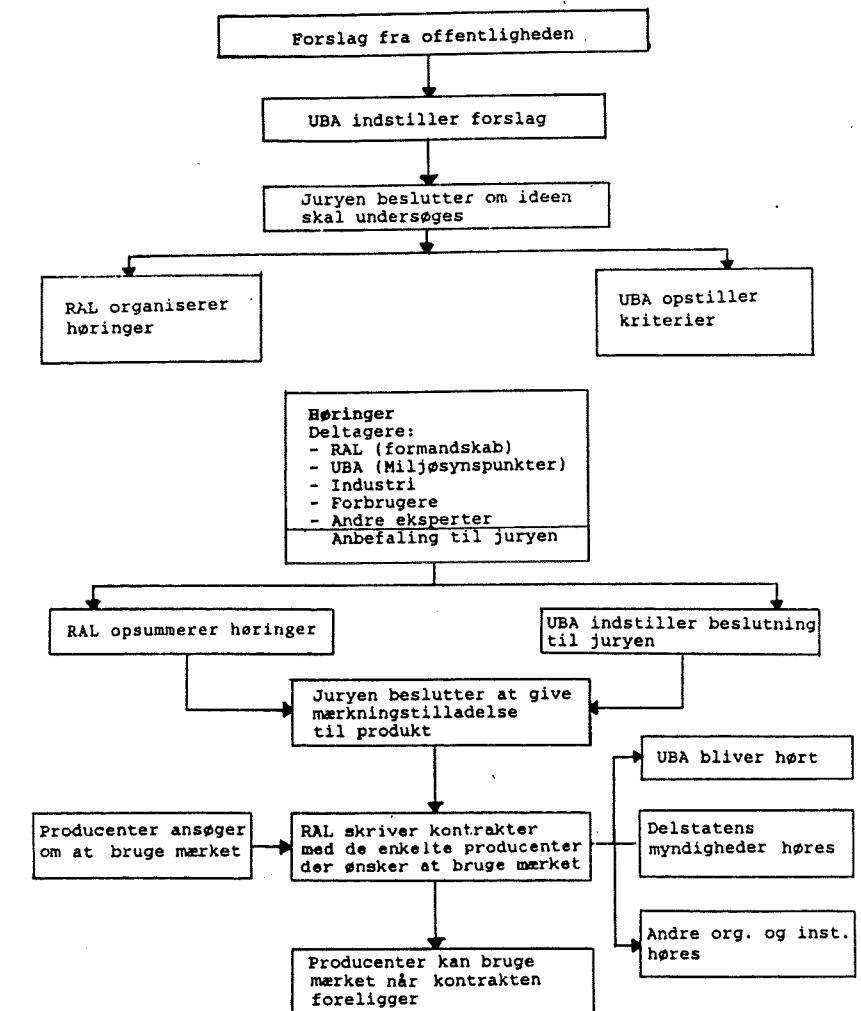 Forslag fra offentligheden
UBA indstiller forslag
Juryen beslutter om ideen
skal undersøges
RAL organiserer
høringer
UBA opstiller
kriterier
Høringer
Deltagere:
- RAL (formandskab)
- UBA (Miljøsynspunkter)
- Industri
- Forbrugere
- Andre eksperter
Anbefaling til juryen
RAL opsummerer høringer
UBA indstiller beslutning
til juryen
Juryen beslutter at give
mærkningstilladelse
til produkt
UBA bliver hørt
Producenter ansøger
om at bruge mærket
RAL skriver kontrakter
med de enkelte producenter
der ønsker at bruge mærket
Delstatens
myndigheder høres
Andre org. og inst.
høres
Producenter kan bruge
mærket når kontrakten
foreligger